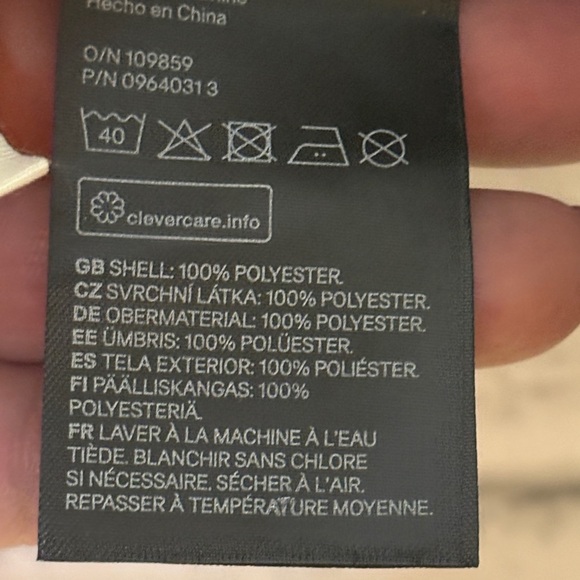 Hecho en China
O/N 109859
P/N 09640313
40
clevercare.info
GB SHELL: 100% POLYESTER.
CZ SVRCHNÍ LÁTKA: 100% POLYESTER.
DE OBERMATERIAL: 100% POLYESTER.
EE ÜMBRIS: 100% POLÜESTER.
ES TELA EXTERIOR: 100% POLIÉSTER.
FI PÄÄLLISKANGAS: 100%
POLYESTERIÄ.
FR LAVER À LA MACHINE À L'EAU
TIÈDE. BLANCHIR SANS CHLORE
SI NÉCESSAIRE. SÉCHER À L'AIR.
REPASSER À TEMPÉRATURE MOYENNE.